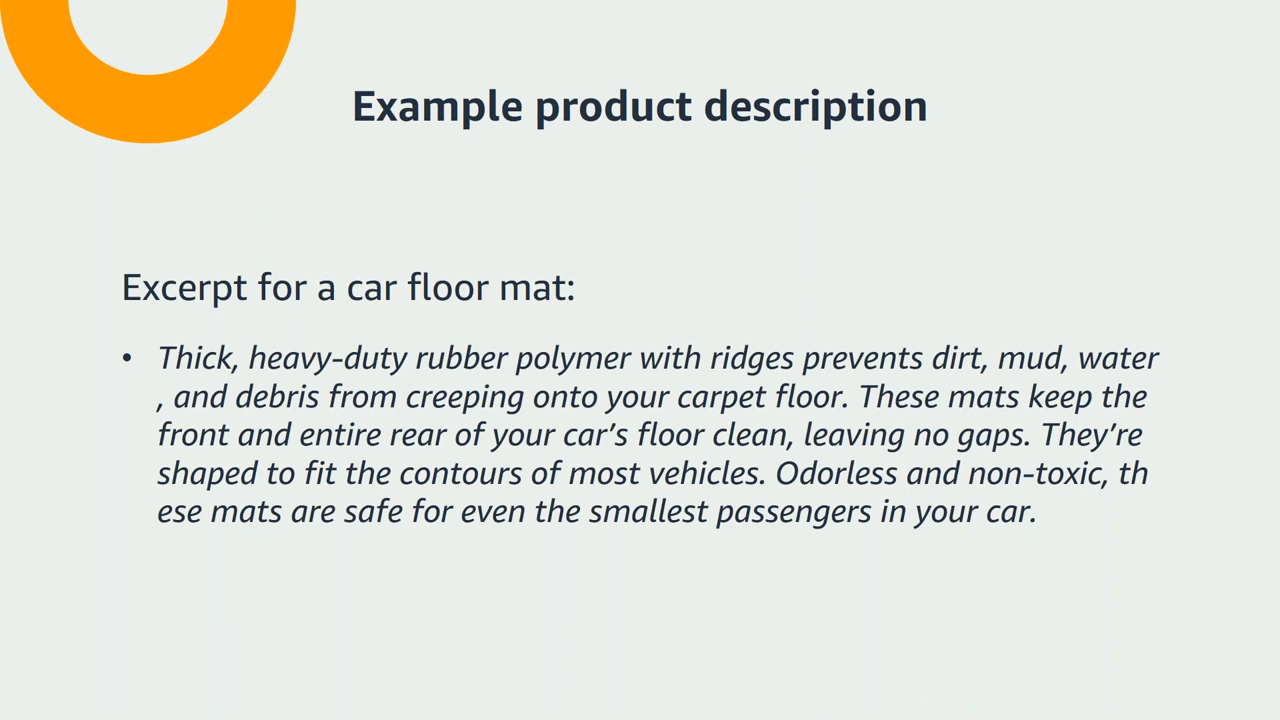 Example product description
Excerpt for a car floor mat:
• Thick, heavy-duty rubber polymer with ridges prevents dirt, mud, water
, and debris from creeping onto your carpet floor. These mats keep the
front and entire rear of your car’s floor clean, leaving no gaps. They’re
shaped to fit the contours of most vehicles. Odorless and non-toxic, th
ese mats are safe for even the smallest passengers in your car.